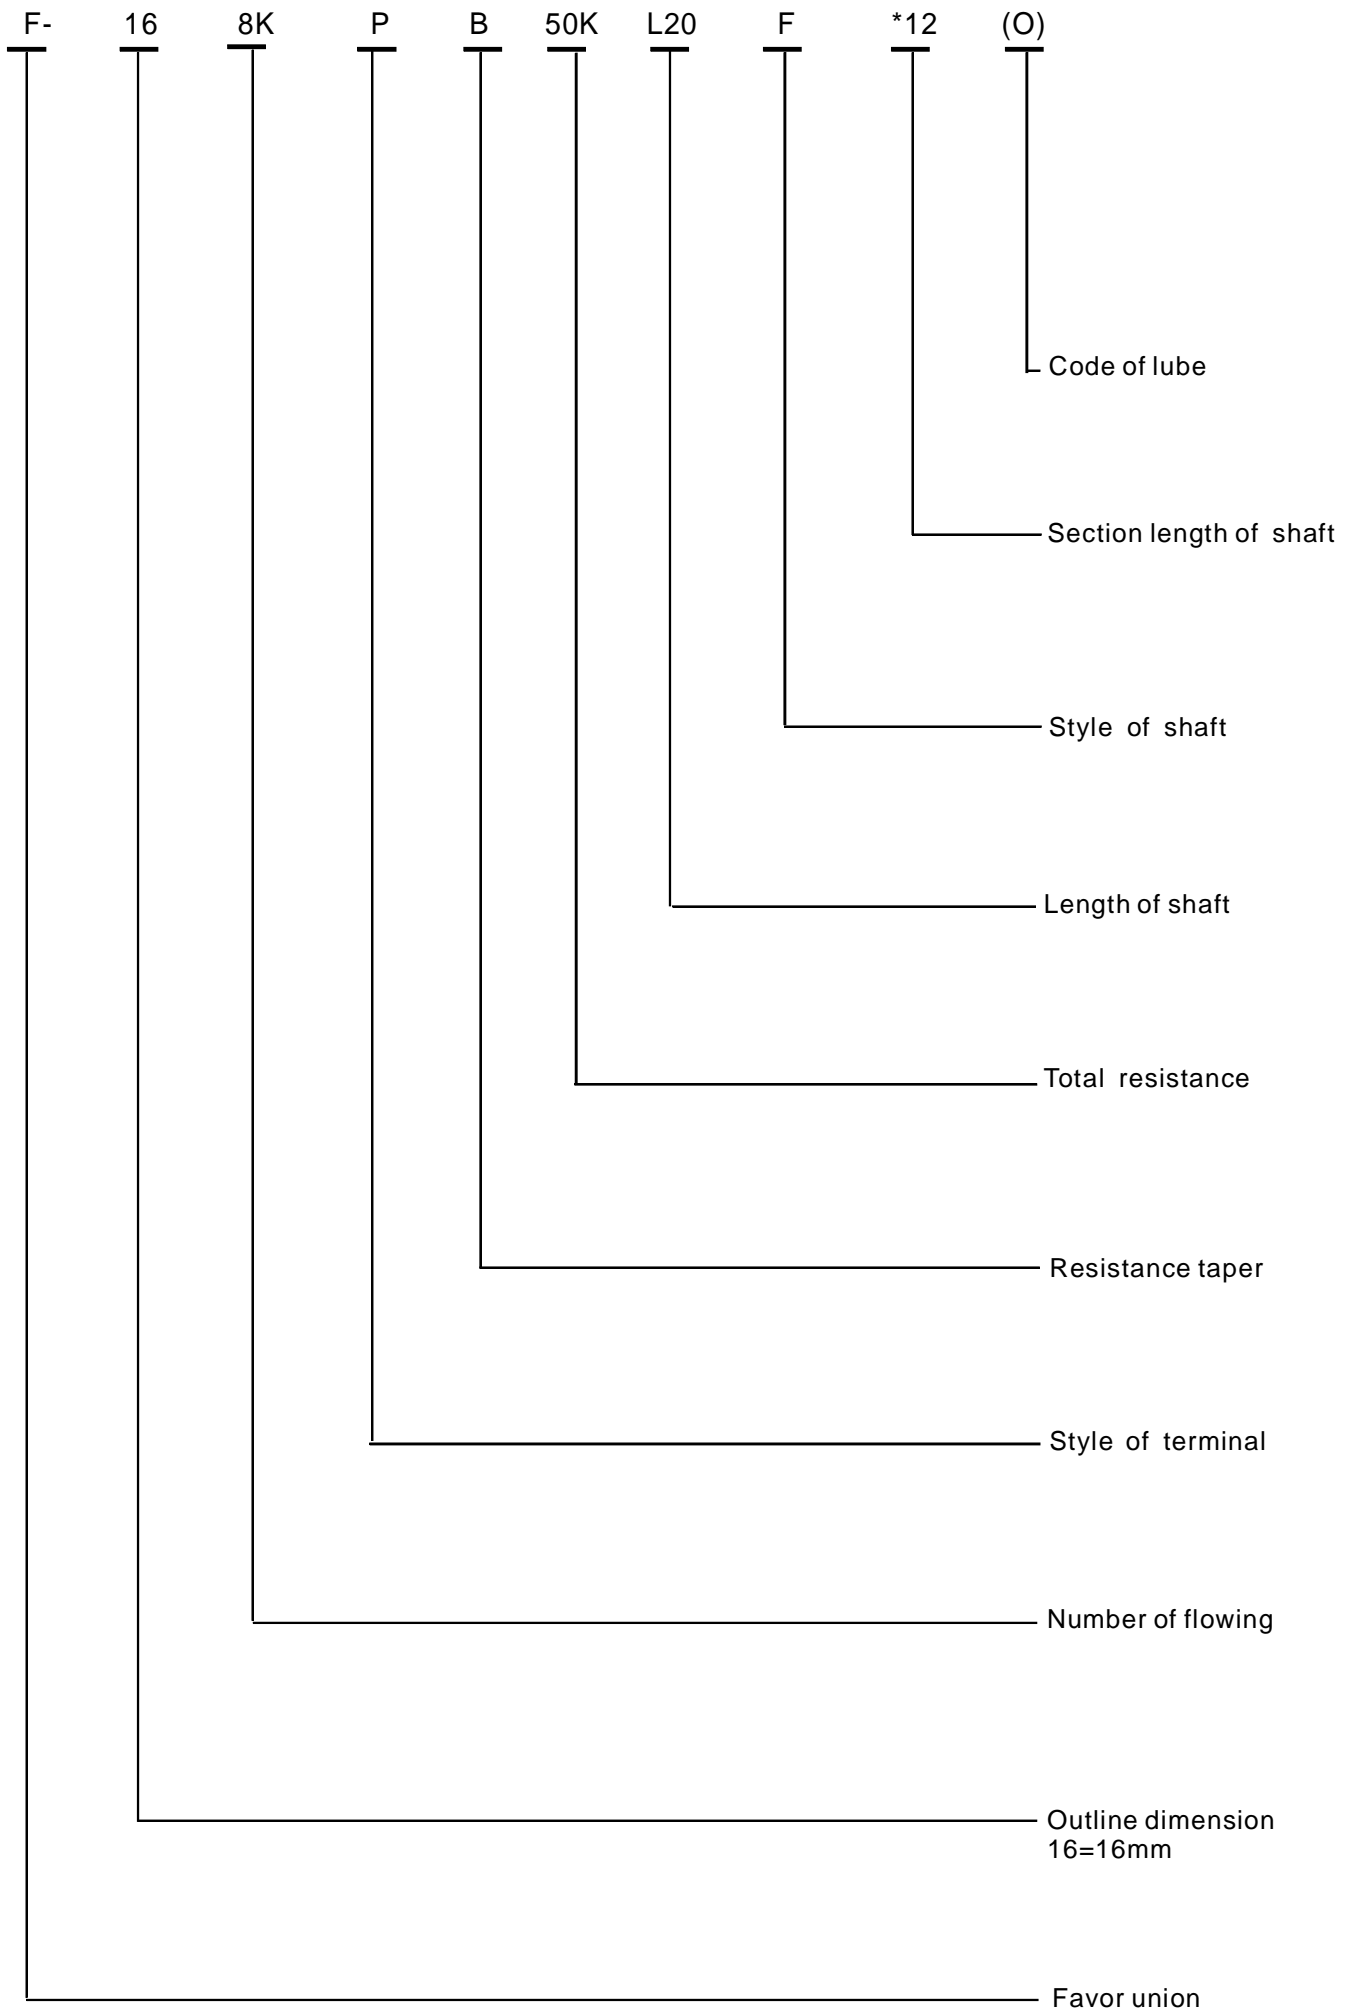 F- 16 8K P B 50K L20 F *12 (O)
Code of lube
Section length of shaft
Style of shaft
Length of shaft
Total resistance
Resistance taper
Style of terminal
Number of flowing
Outline dimension
16=16mm
Favor union